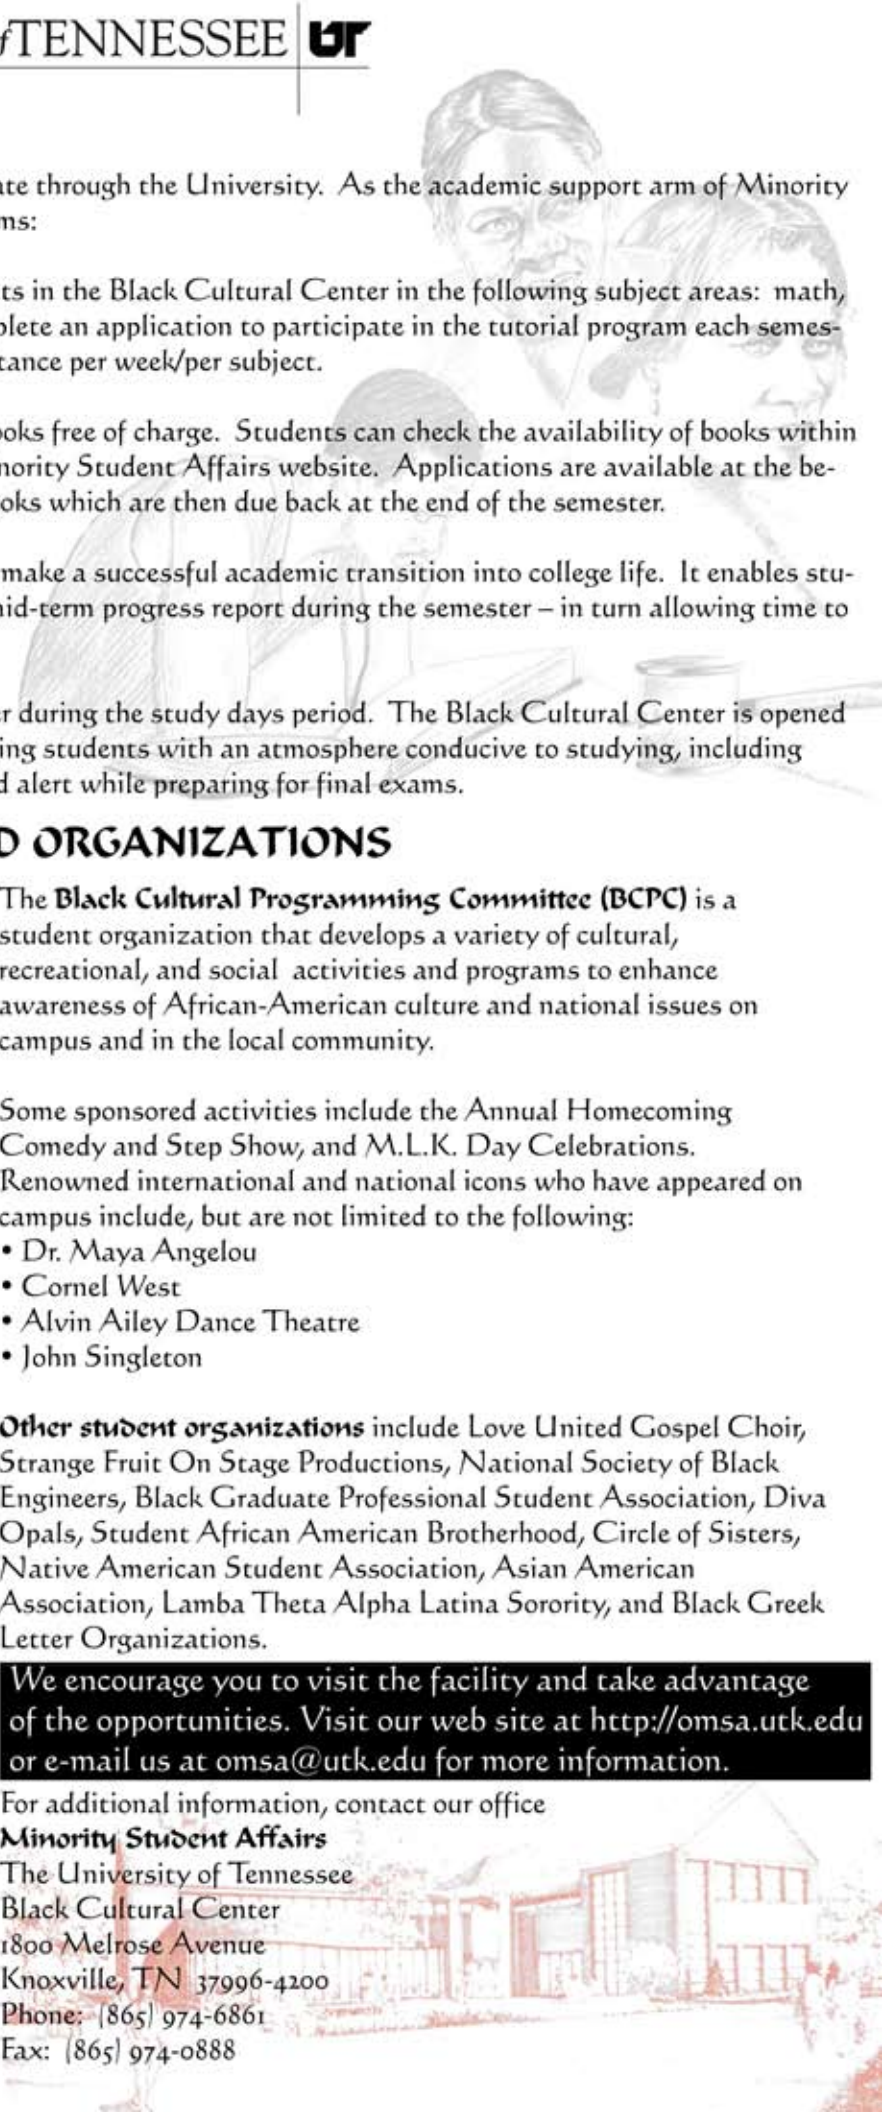 of TENNESSEE UT
ate through the University. As the academic support arm of Minority
ms:
ts in the Black Cultural Center in the following subject areas: math,
plete an application to participate in the tutorial program each semes-
tance per week/per subject.
ooks free of charge. Students can check the availability of books within
nority Student Affairs website. Applications are available at the be-
oks which are then due back at the end of the semester.
make a successful academic transition into college life. It enables stu-
mid-term progress report during the semester – in turn allowing time to
r during the study days period. The Black Cultural Center is opened
ing students with an atmosphere conducive to studying, including
d alert while preparing for final exams.
D ORGANIZATIONS
The Black Cultural Programming Committee (BCPC) is a
student organization that develops a variety of cultural,
recreational, and social activities and programs to enhance
awareness of African-American culture and national issues on
campus and in the local community.
Some sponsored activities include the Annual Homecoming
Comedy and Step Show, and M.L.K. Day Celebrations.
Renowned international and national icons who have appeared on
campus include, but are not limited to the following:
• Dr. Maya Angelou
• Cornel West
• Alvin Ailey Dance Theatre
• John Singleton
Other student organizations include Love United Gospel Choir,
Strange Fruit On Stage Productions, National Society of Black
Engineers, Black Graduate Professional Student Association, Diva
Opals, Student African American Brotherhood, Circle of Sisters,
Native American Student Association, Asian American
Association, Lamba Theta Alpha Latina Sorority, and Black Greek
Letter Organizations.
We encourage you to visit the facility and take advantage
of the opportunities. Visit our web site at http://omsa.utk.edu
or e-mail us at omsa@utk.edu for more information.
For additional information, contact our office
Minority Student Affairs
The University of Tennessee
Black Cultural Center
1800 Melrose Avenue
Knoxville, TN 37996-4200
Phone: (865) 974-6861
Fax: (865) 974-0888